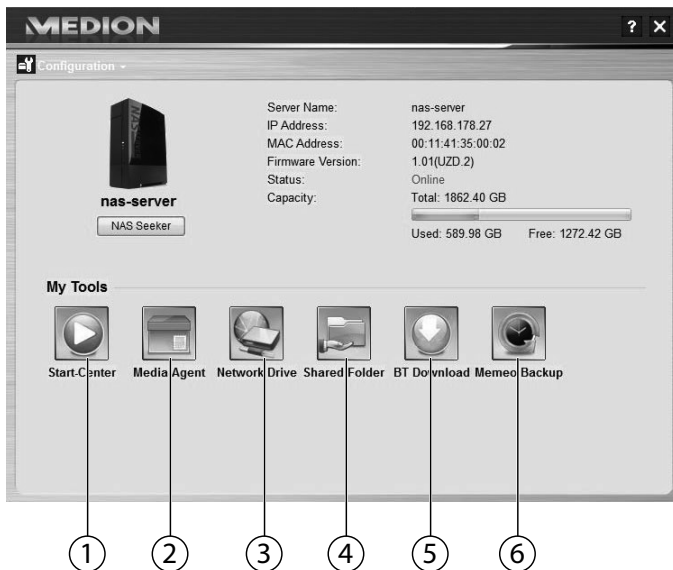 MEDION
? X
Configuration
Server Name: nas-server
IP Address: 192.168.178.27
MAC Address: 00:11:41:35:00:02
Firmware Version: 1.01(UZD.2)
Status: Online
Capacity: Total: 1862.40 GB
Used: 589.98 GB Free: 1272.42 GB
nas-server
NAS Seeker
My Tools
Start-Center Media Agent Network Drive Shared Folder BT Download Memeo Backup
1 2 3 4 5 6